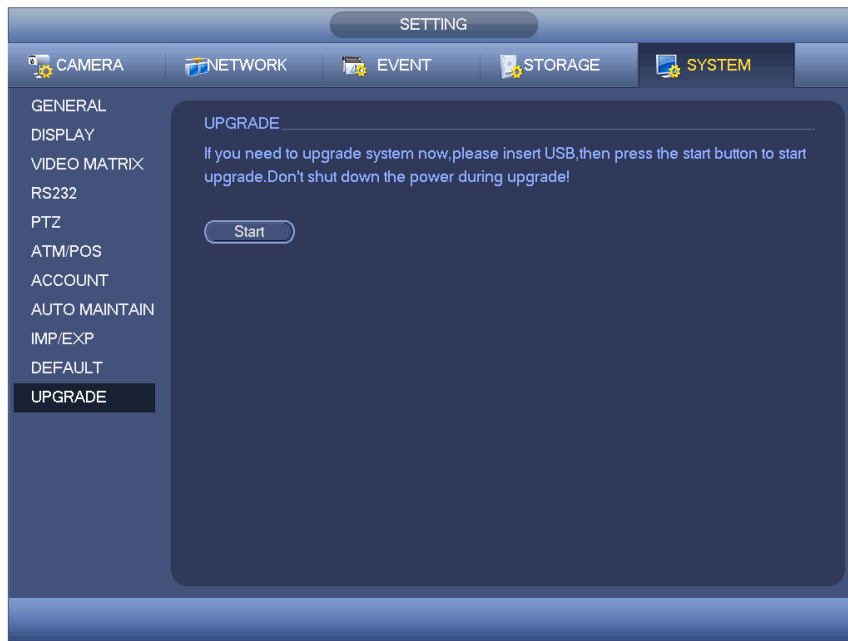 SETTING
CAMERA
NETWORK
EVENT
STORAGE
SYSTEM
GENERAL
DISPLAY
VIDEO MATRIX
RS232
PTZ
ATM/POS
ACCOUNT
AUTO MAINTAIN
IMP/EXP
DEFAULT
UPGRADE
UPGRADE
If you need to upgrade system now,please insert USB,then press the start button to start
upgrade.Don't shut down the power during upgrade!
Start